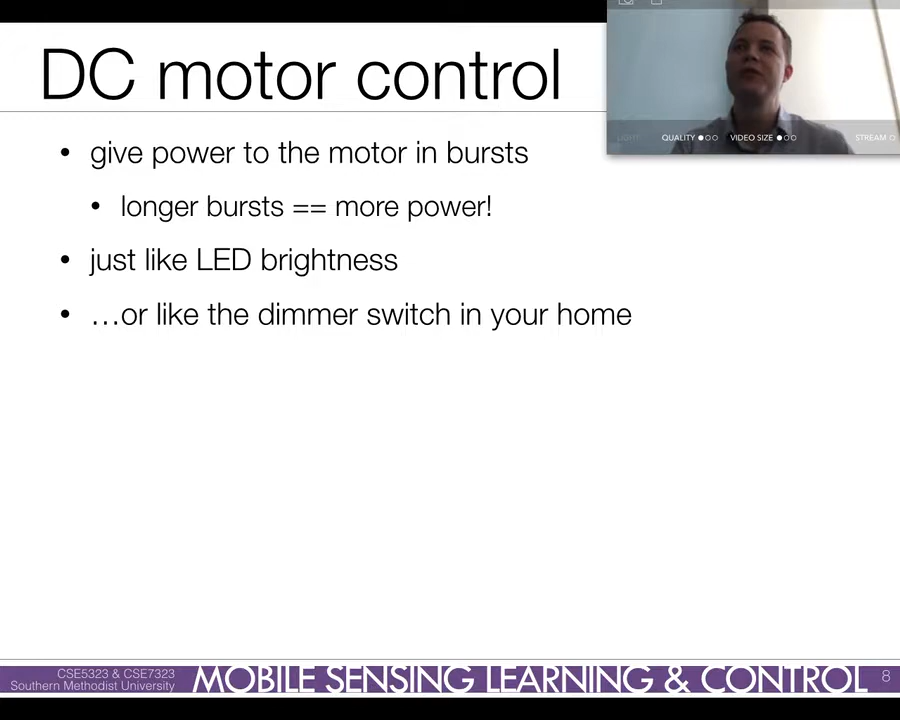 DC motor control
LIGHT QUALITY VIDEO SIZE STREAM
• give power to the motor in bursts
• longer bursts == more power!
• just like LED brightness
• …or like the dimmer switch in your home
CSE5323 & CSE7323
Southern Methodist University
MOBILE SENSING LEARNING & CONTROL
8